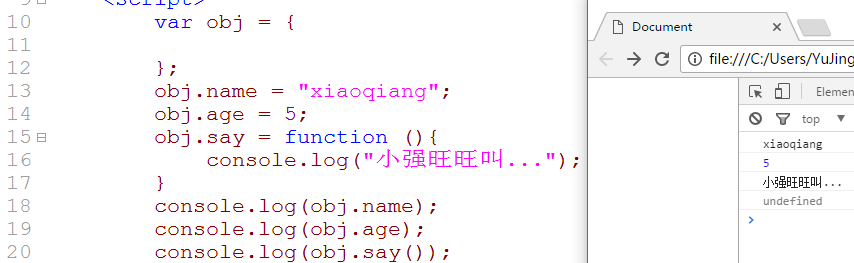 9 <script>
10 var obj = {
11
12 };
13 obj.name = "xiaoqiang";
14 obj.age = 5;
15 obj.say = function (){
16 console.log("小强旺旺叫...");
17 }
18 console.log(obj.name);
19 console.log(obj.age);
20 console.log(obj.say());
Document
file:///C:/Users/YuJing
Elemen
top
xiaoqiang
5
小强旺旺叫...
undefined